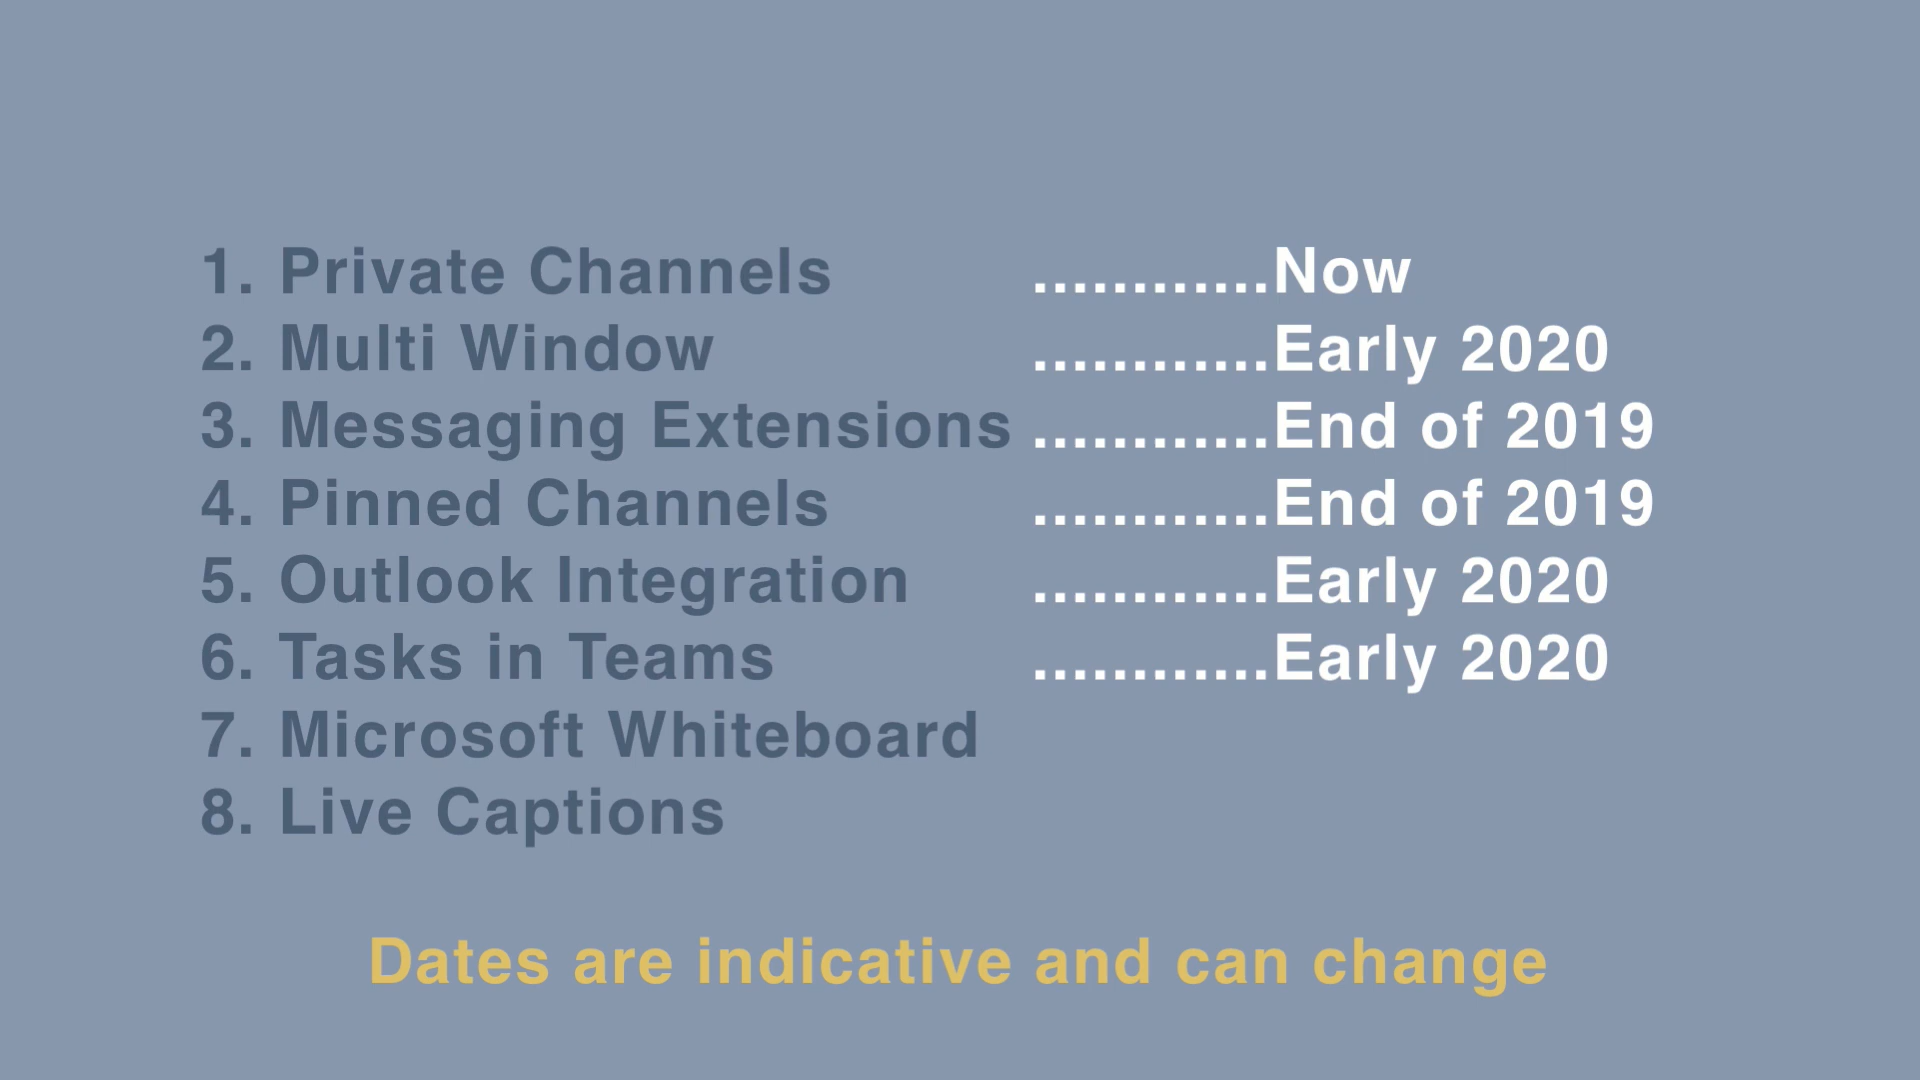 1. Private Channels ............Now
2. Multi Window ............Early 2020
3. Messaging Extensions ............End of 2019
4. Pinned Channels ............End of 2019
5. Outlook Integration ............Early 2020
6. Tasks in Teams ............Early 2020
7. Microsoft Whiteboard
8. Live Captions
Dates are indicative and can change